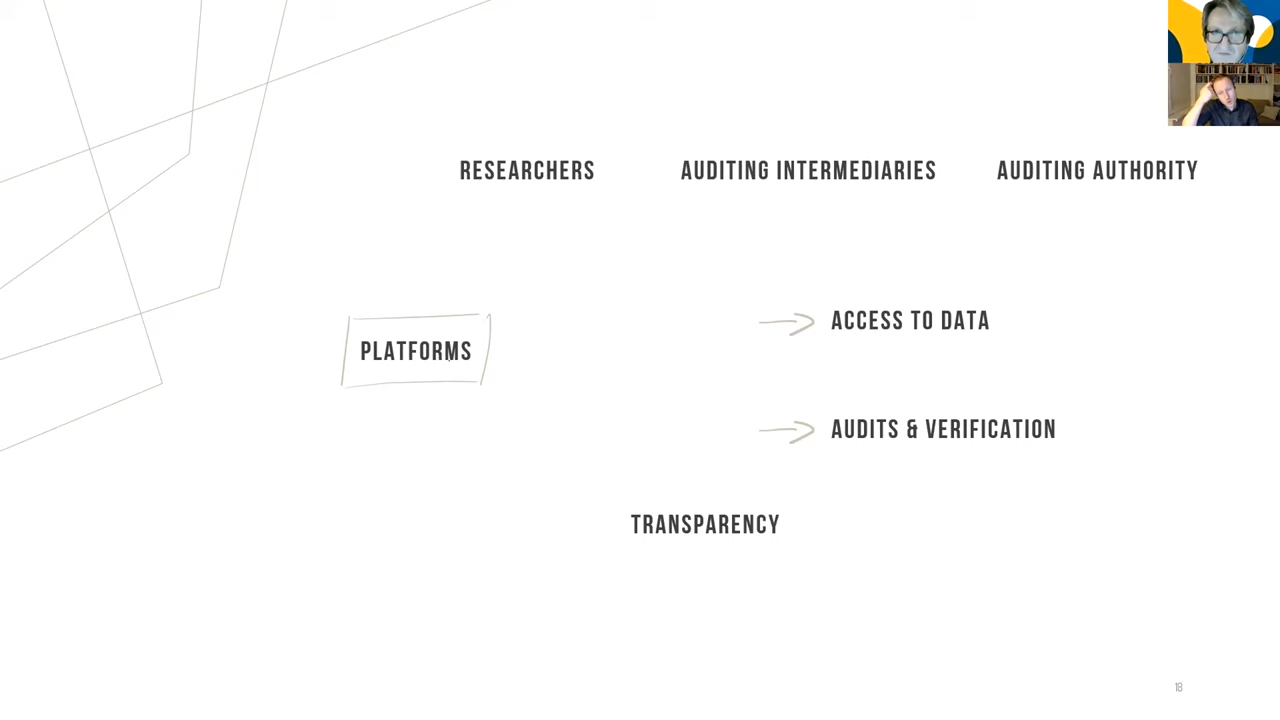 RESEARCHERS AUDITING INTERMEDIARIES AUDITING AUTHORITY
ACCESS TO DATA
PLATFORMS
AUDITS & VERIFICATION
TRANSPARENCY
18